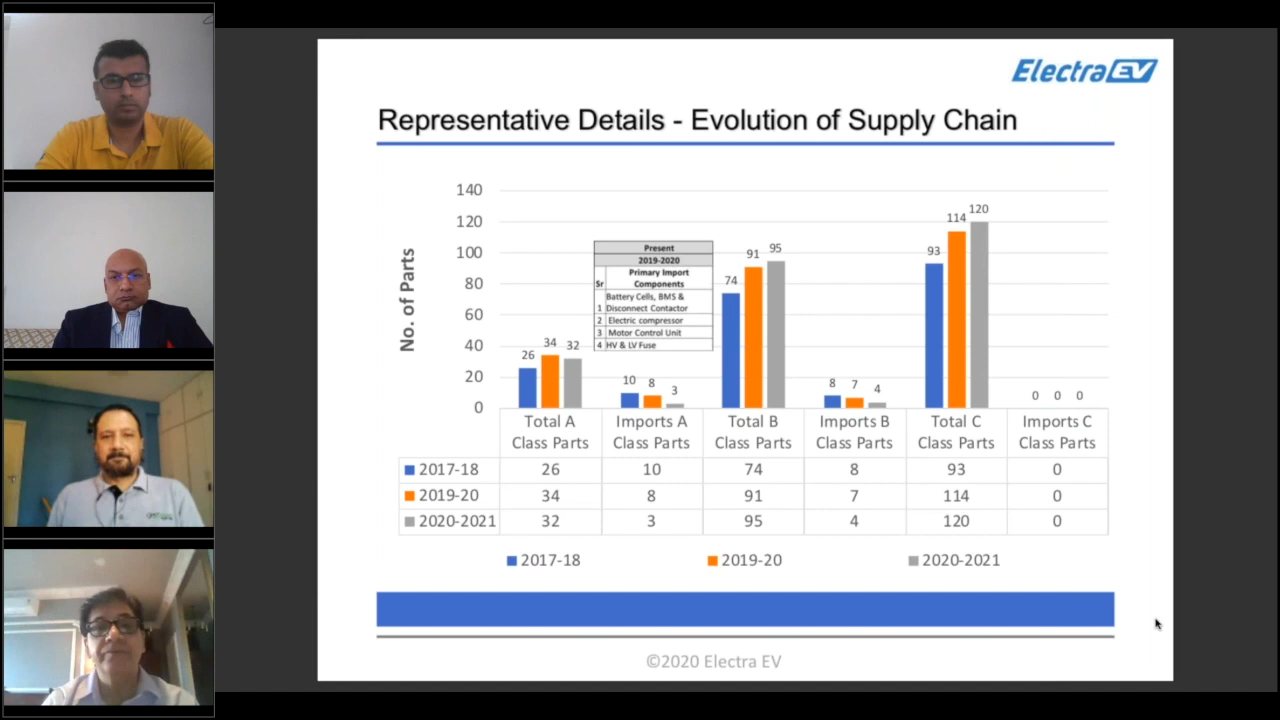 ElectraEV
Representative Details - Evolution of Supply Chain
No. of Parts
140
120
100
80
60
40
20
0
26
34
32
10
8
3
74
91
95
8
7
4
93
114
120
0
0
0
Present
2019-2020
Sr Primary Import Components
1 Battery Cells, BMS & Disconnect Contactor
2 Electric compressor
3 Motor Control Unit
4 HV & LV Fuse
Total A Class Parts
Imports A Class Parts
Total B Class Parts
Imports B Class Parts
Total C Class Parts
Imports C Class Parts
2017-18 26 10 74 8 93 0
2019-20 34 8 91 7 114 0
2020-2021 32 3 95 4 120 0
2017-18 2019-20 2020-2021
©2020 Electra EV